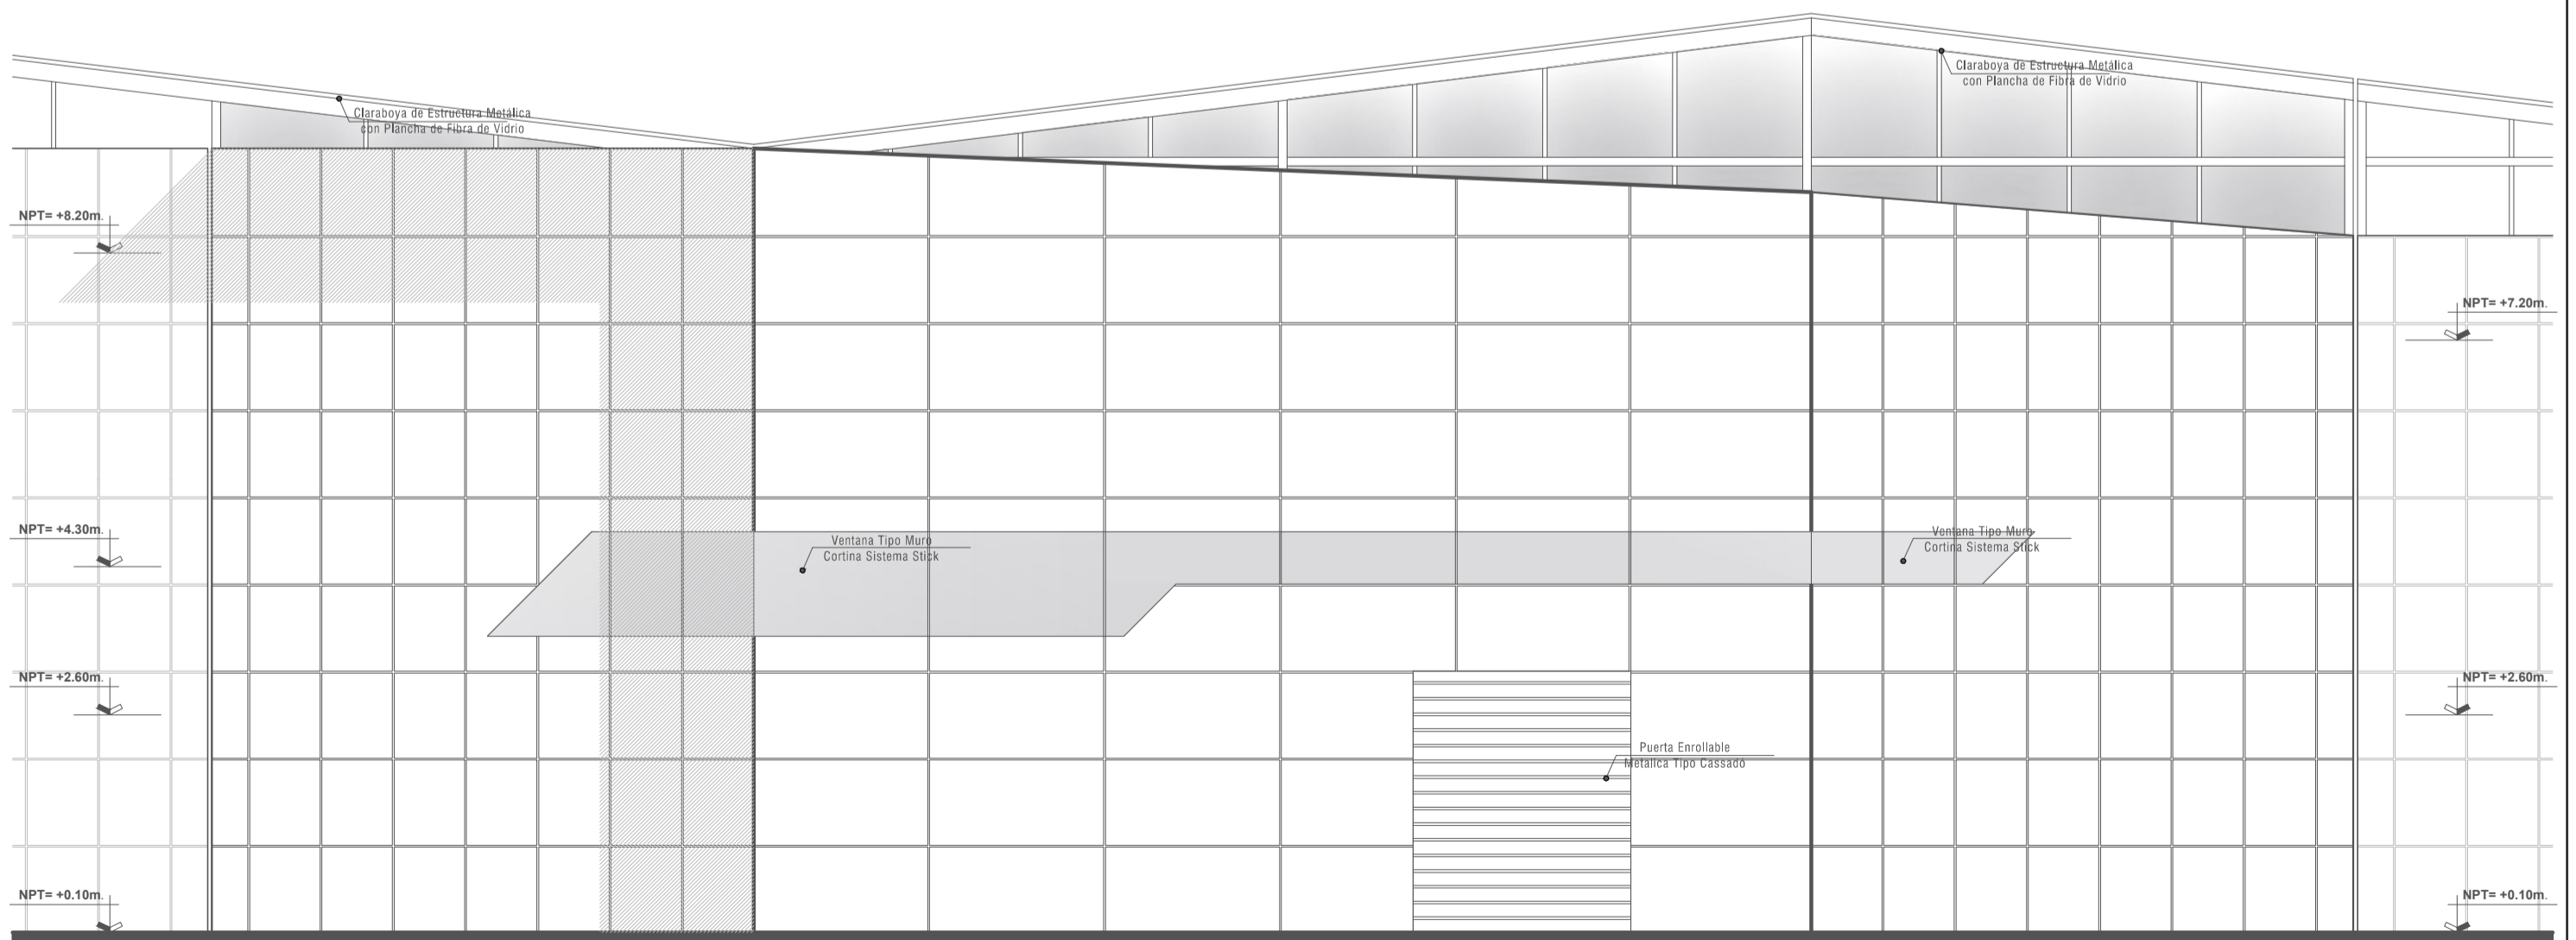 Claraboya de Estructura Metálica
con Plancha de Fibra de Vidrio
Claraboya de Estructura Metálica
con Plancha de Fibra de Vidrio
NPT= +8.20m.
NPT= +7.20m.
NPT= +4.30m.
Ventana Tipo Muro
Cortina Sistema Stick
Ventana Tipo Muro
Cortina Sistema Stick
NPT= +2.60m.
NPT= +2.60m.
Puerta Enrollable
Metálica Tipo Cassadó
NPT= +0.10m.
NPT= +0.10m.